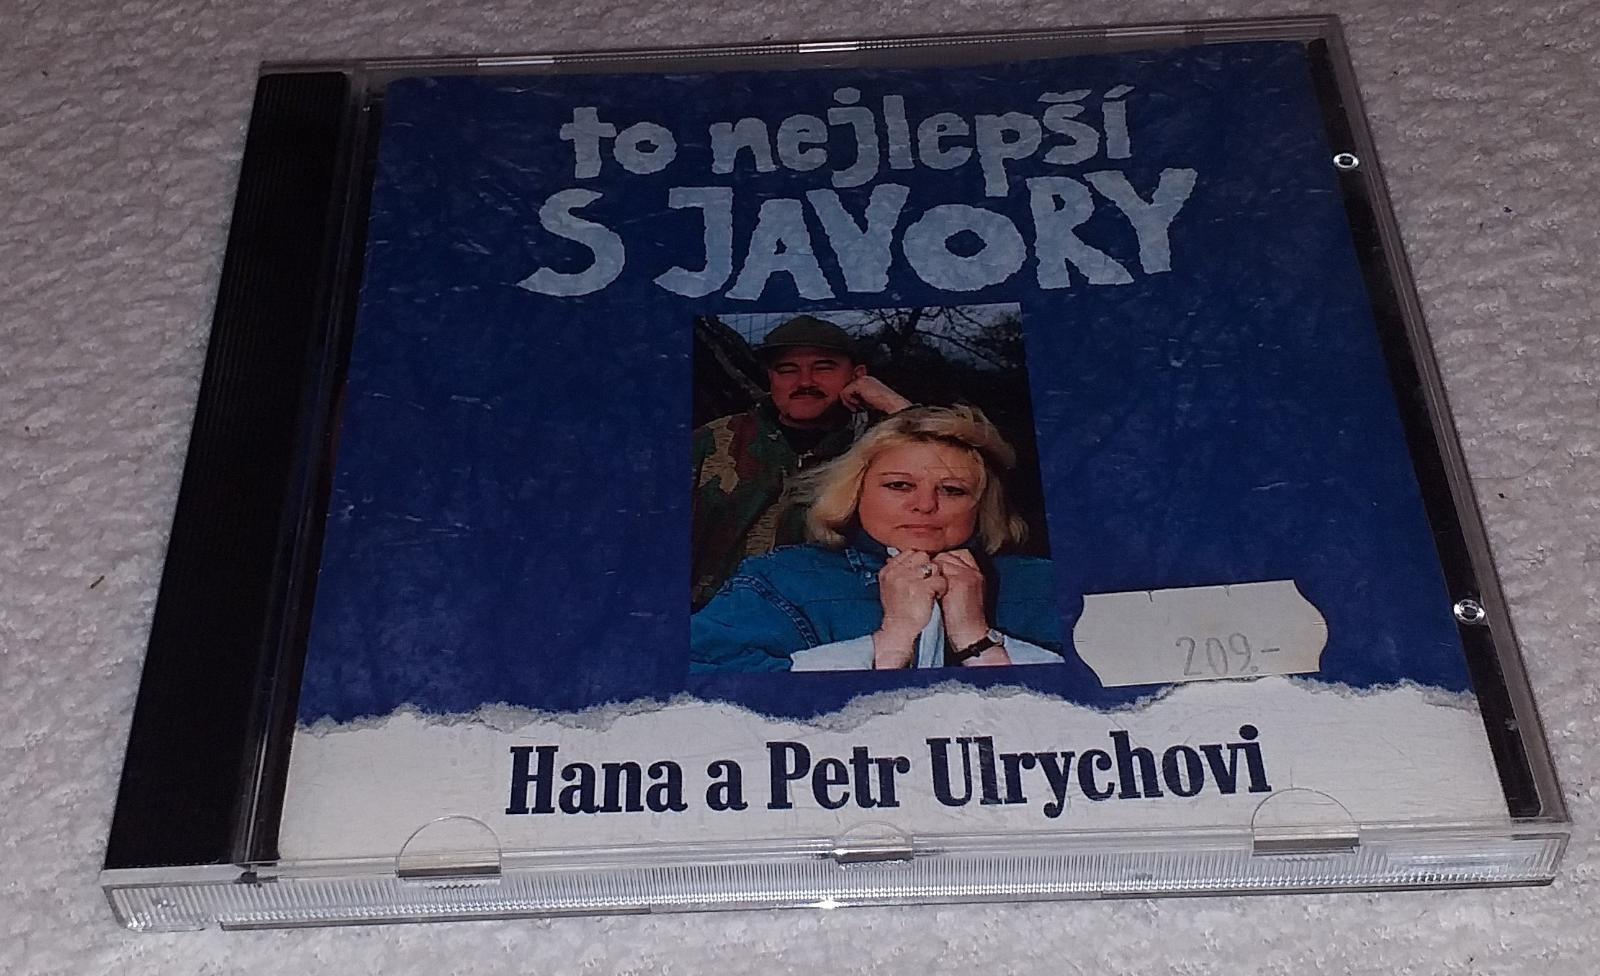 to nejlepší
S JAVORY
209.-
Hana a Petr Ulrychovi